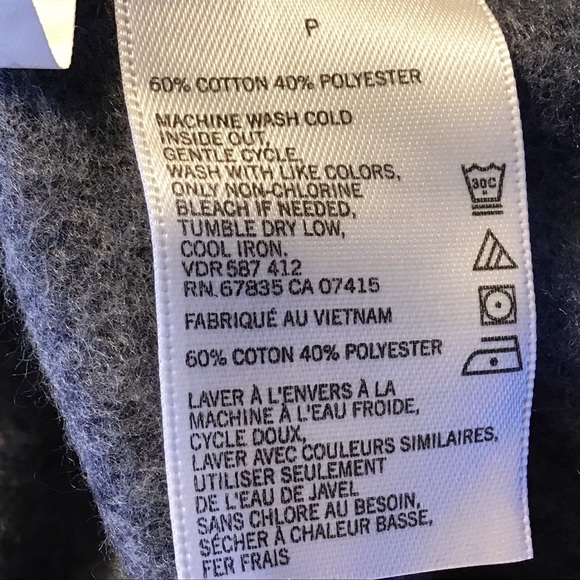 P
60% COTTON 40% POLYESTER
MACHINE WASH COLD
INSIDE OUT,
GENTLE CYCLE,
WASH WITH LIKE COLORS,
ONLY NON-CHLORINE
BLEACH IF NEEDED,
TUMBLE DRY LOW,
COOL IRON.
VDR 587 412
RN. 67835 CA 07415
30C
FABRIQUÉ AU VIETNAM
60% COTON 40% POLYESTER
LAVER À L'ENVERS À LA
MACHINE À L'EAU FROIDE,
CYCLE DOUX,
LAVER AVEC COULEURS SIMILAIRES,
UTILISER SEULEMENT
DE L'EAU DE JAVEL
SANS CHLORE AU BESOIN,
SÉCHER À CHALEUR BASSE,
FER FRAIS